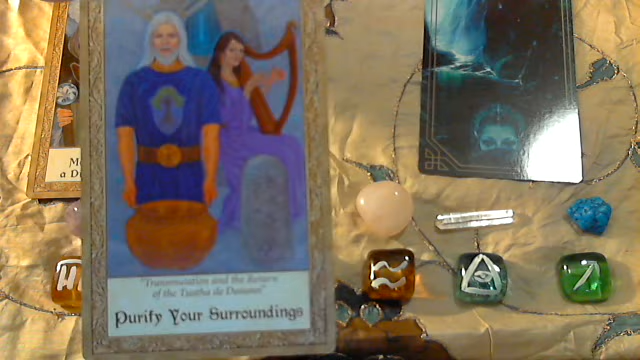 "Transmutation and the Return
of the Tuatha de Danann"
Purify Your Surroundings
M
a D